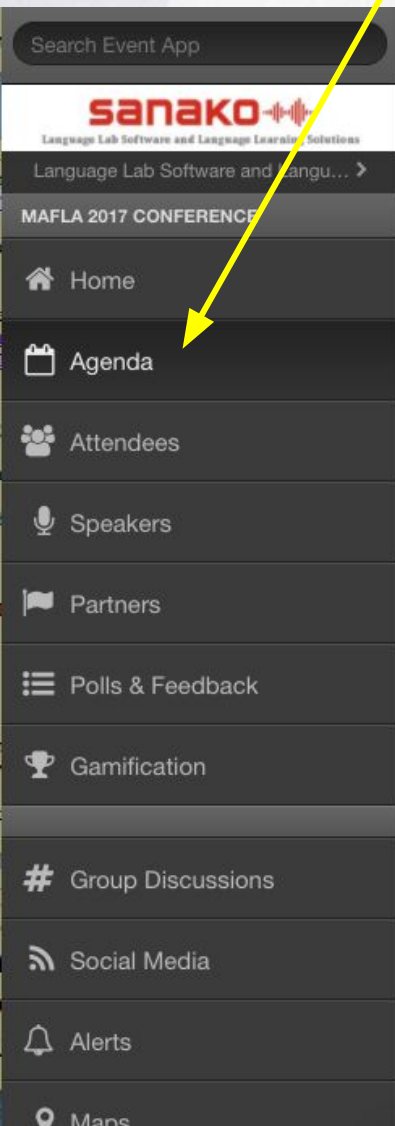 Search Event App
sanako
Language Lab Software and Language Learning Solutions
Language Lab Software and Langu...
MAFLA 2017 CONFERENCE
Home
Agenda
Attendees
Speakers
Partners
Polls & Feedback
Gamification
Group Discussions
Social Media
Alerts
Maps